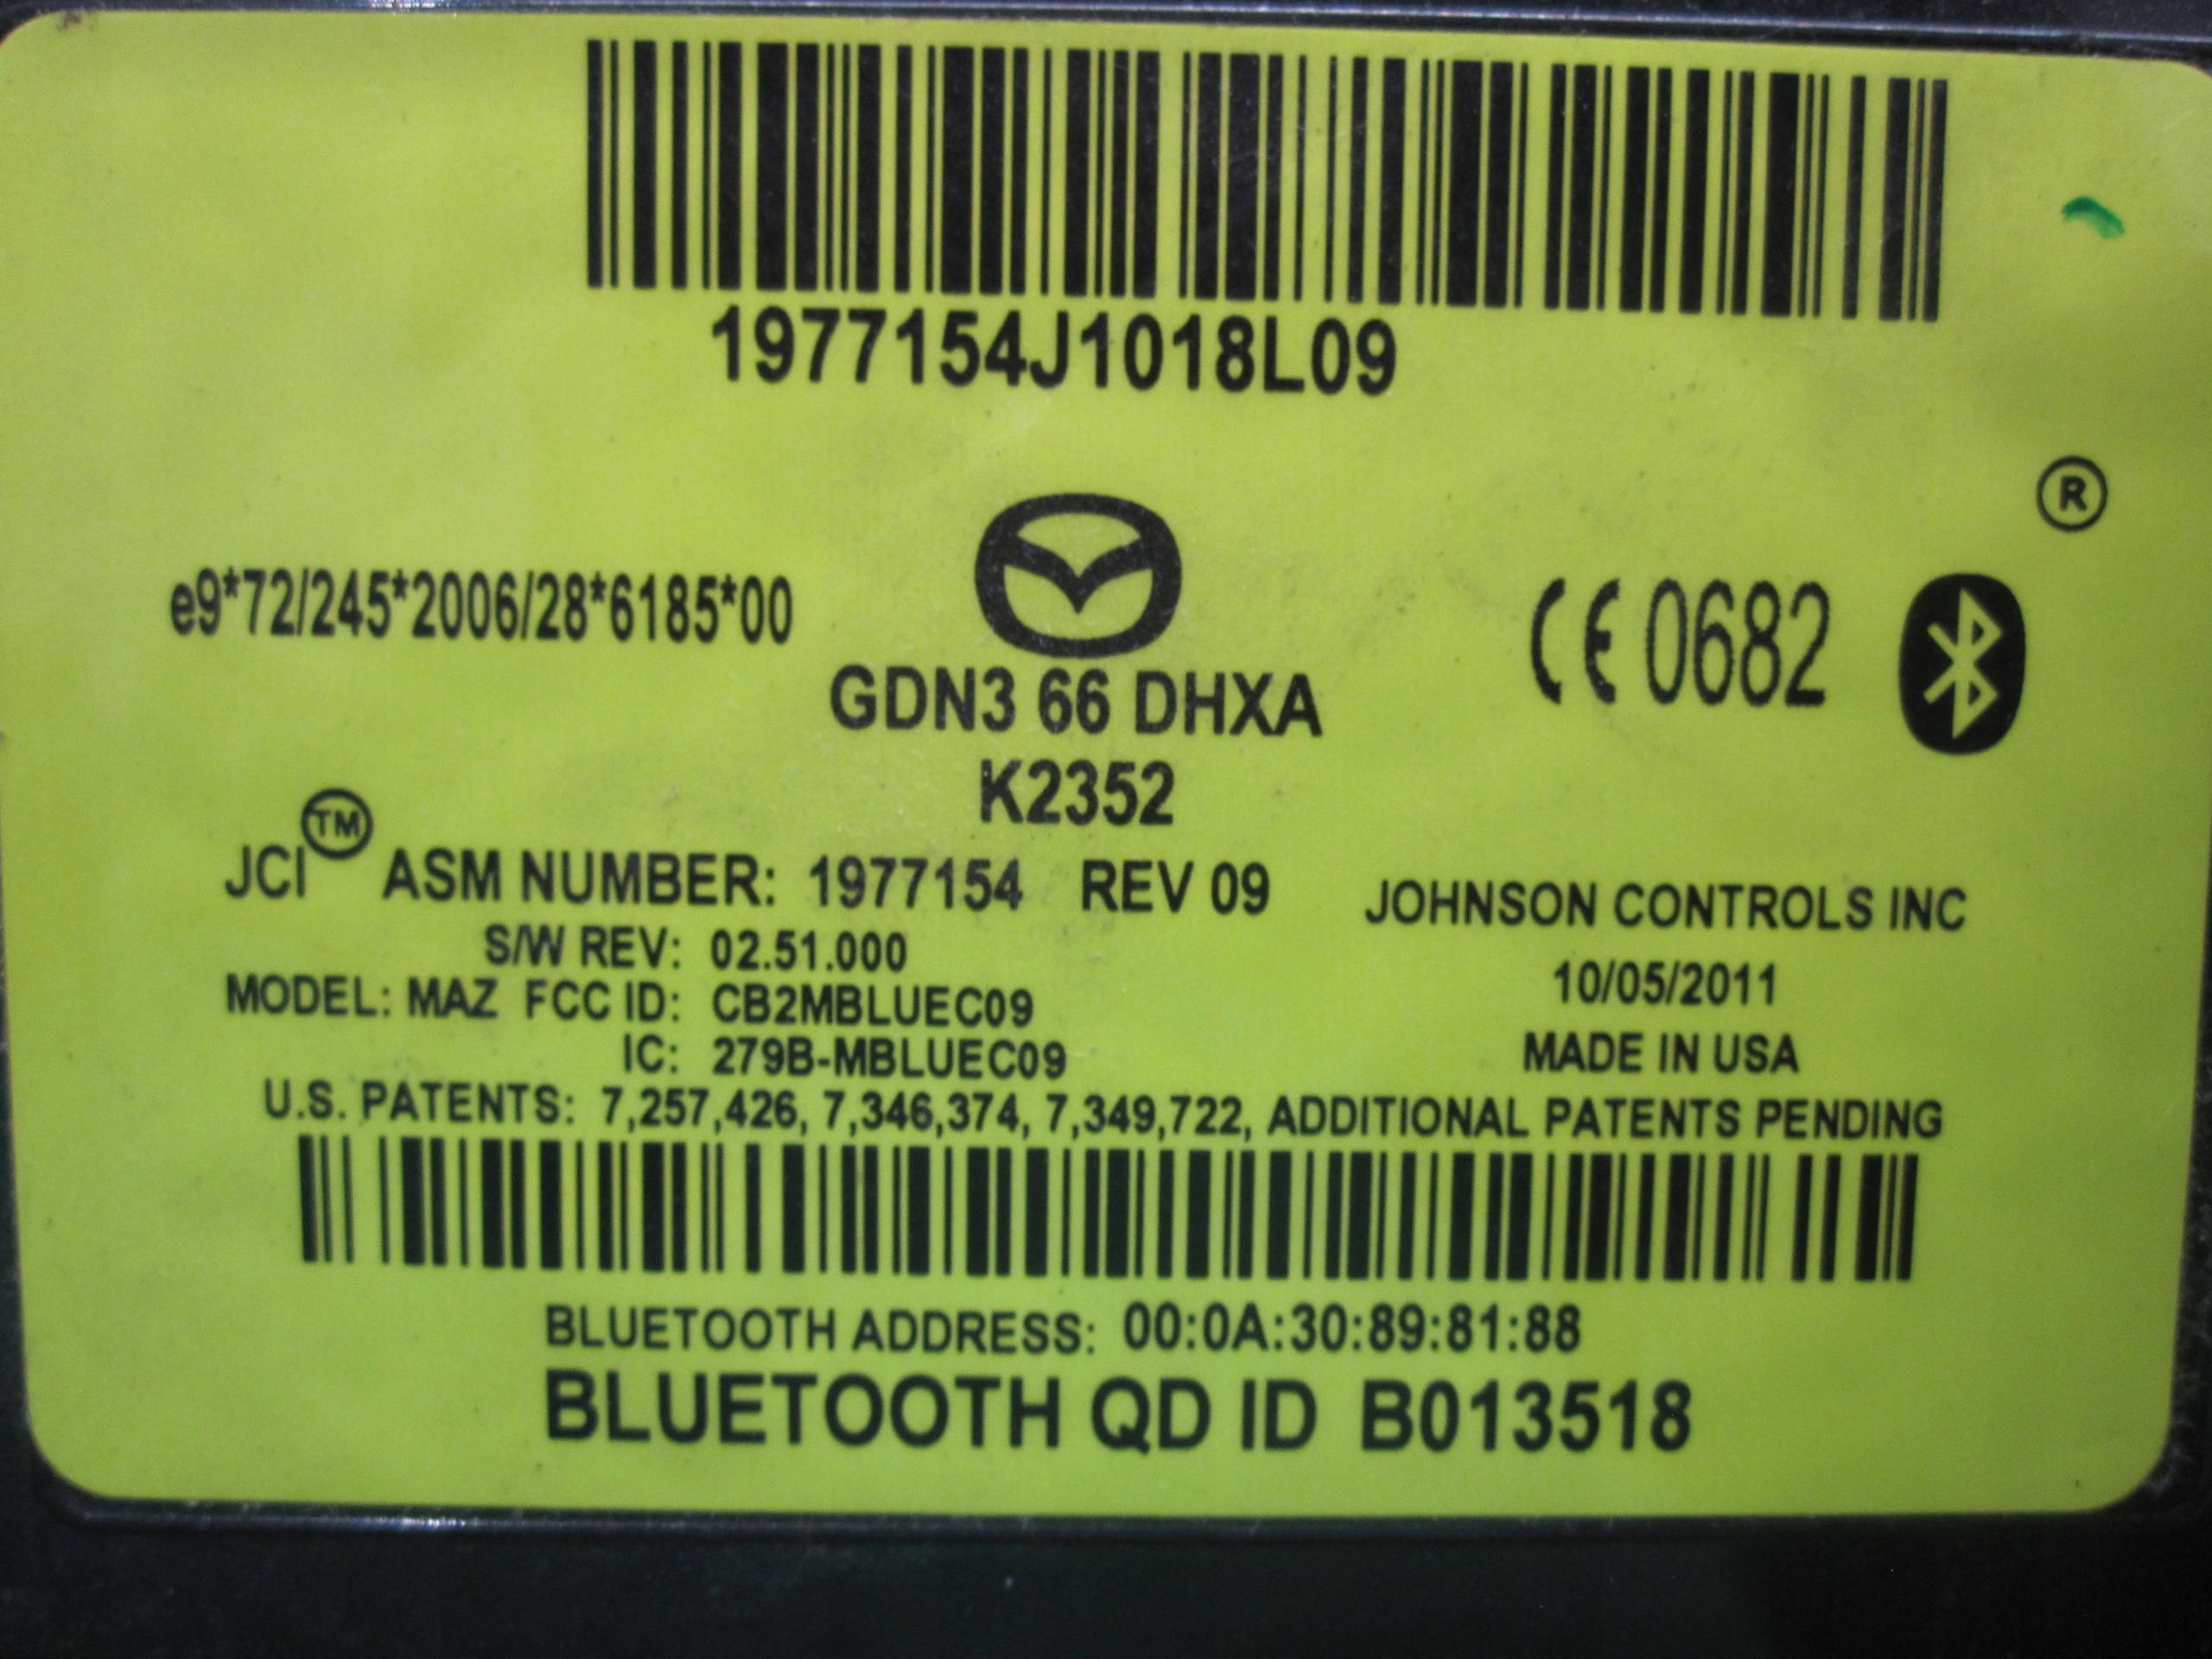 1977154J1018L09
®
e9*72/245*2006/28*6185*00
CE 0682
GDN3 66 DHXA
K2352
JCI™ ASM NUMBER: 1977154 REV 09
JOHNSON CONTROLS INC
S/W REV: 02.51.000
10/05/2011
MODEL: MAZ FCC ID: CB2MBLUEC09
IC: 279B-MBLUEC09
MADE IN USA
U.S. PATENTS: 7,257,426, 7,346,374, 7,349,722, ADDITIONAL PATENTS PENDING
BLUETOOTH ADDRESS: 00:0A:30:89:81:88
BLUETOOTH QD ID B013518